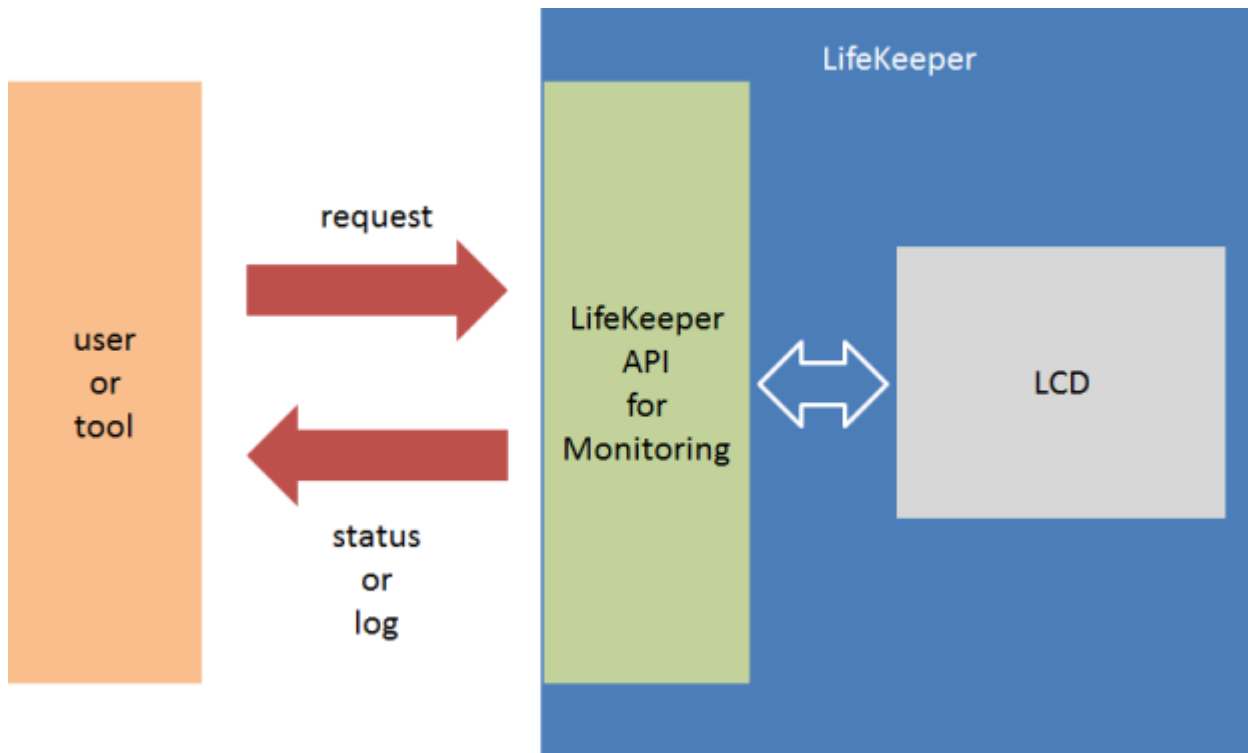 LifeKeeper
request
user
or
tool
LifeKeeper
API
for
Monitoring
LCD
status
or
log